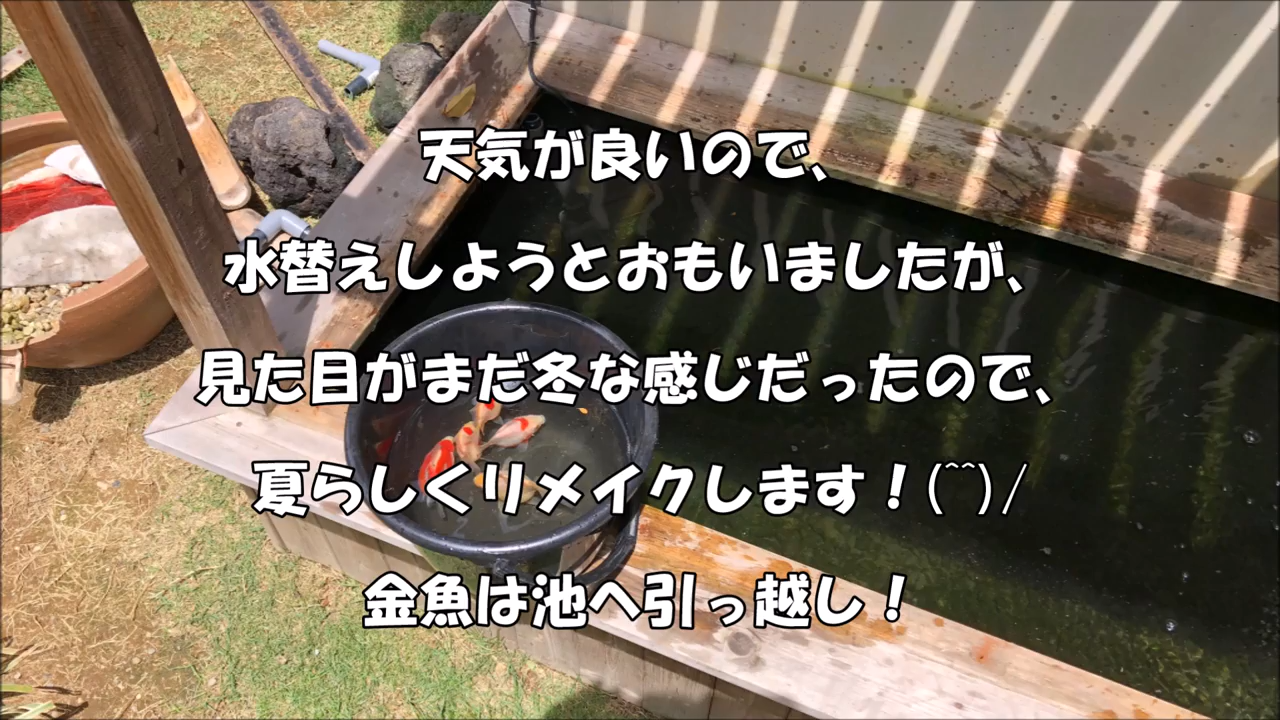 天気が良いので、
水替えしようとおもいましたが、
見た目がまだ冬な感じだったので、
夏らしくリメイクします！(^^)/
金魚は池へ引っ越し！